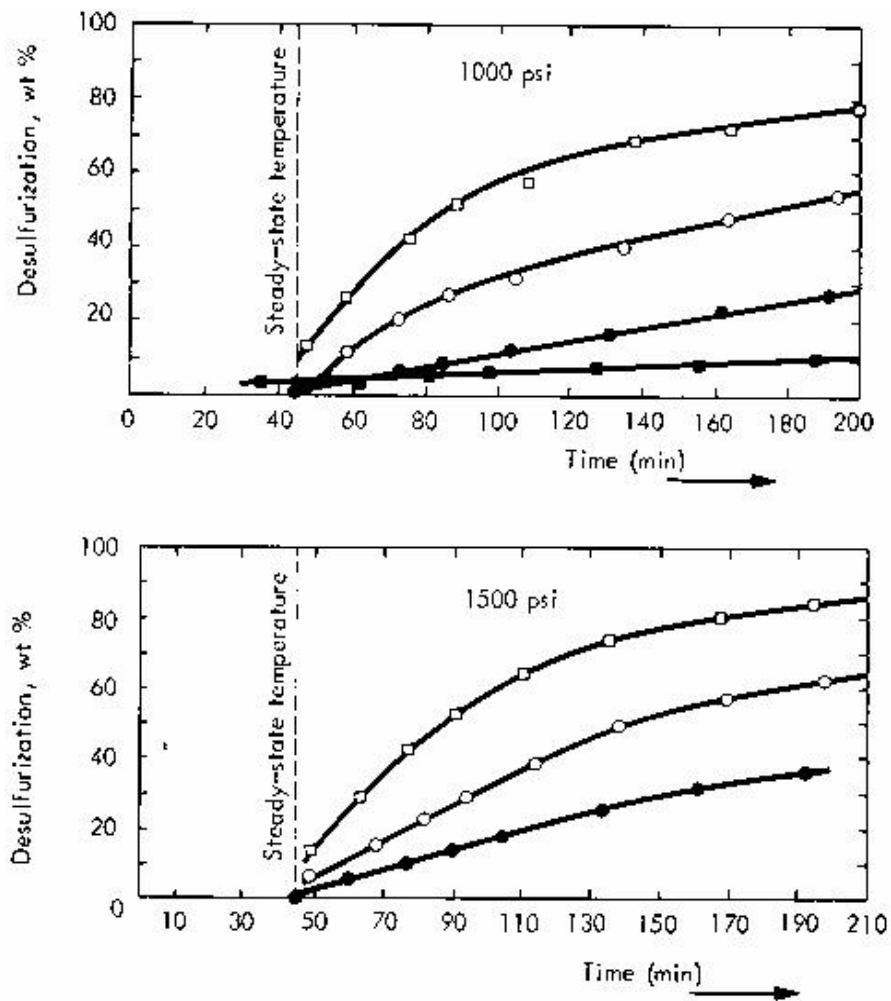 100
80
60
40
20
0
Desulfurization, wt %
Steady-state temperature
1000 psi
0 20 40 60 80 100 120 140 160 180 200
Time (min)
100
80
60
40
20
0
Desulfurization, wt %
Steady-state temperature
1500 psi
10 30 50 70 90 110 130 150 170 190 210
Time (min)